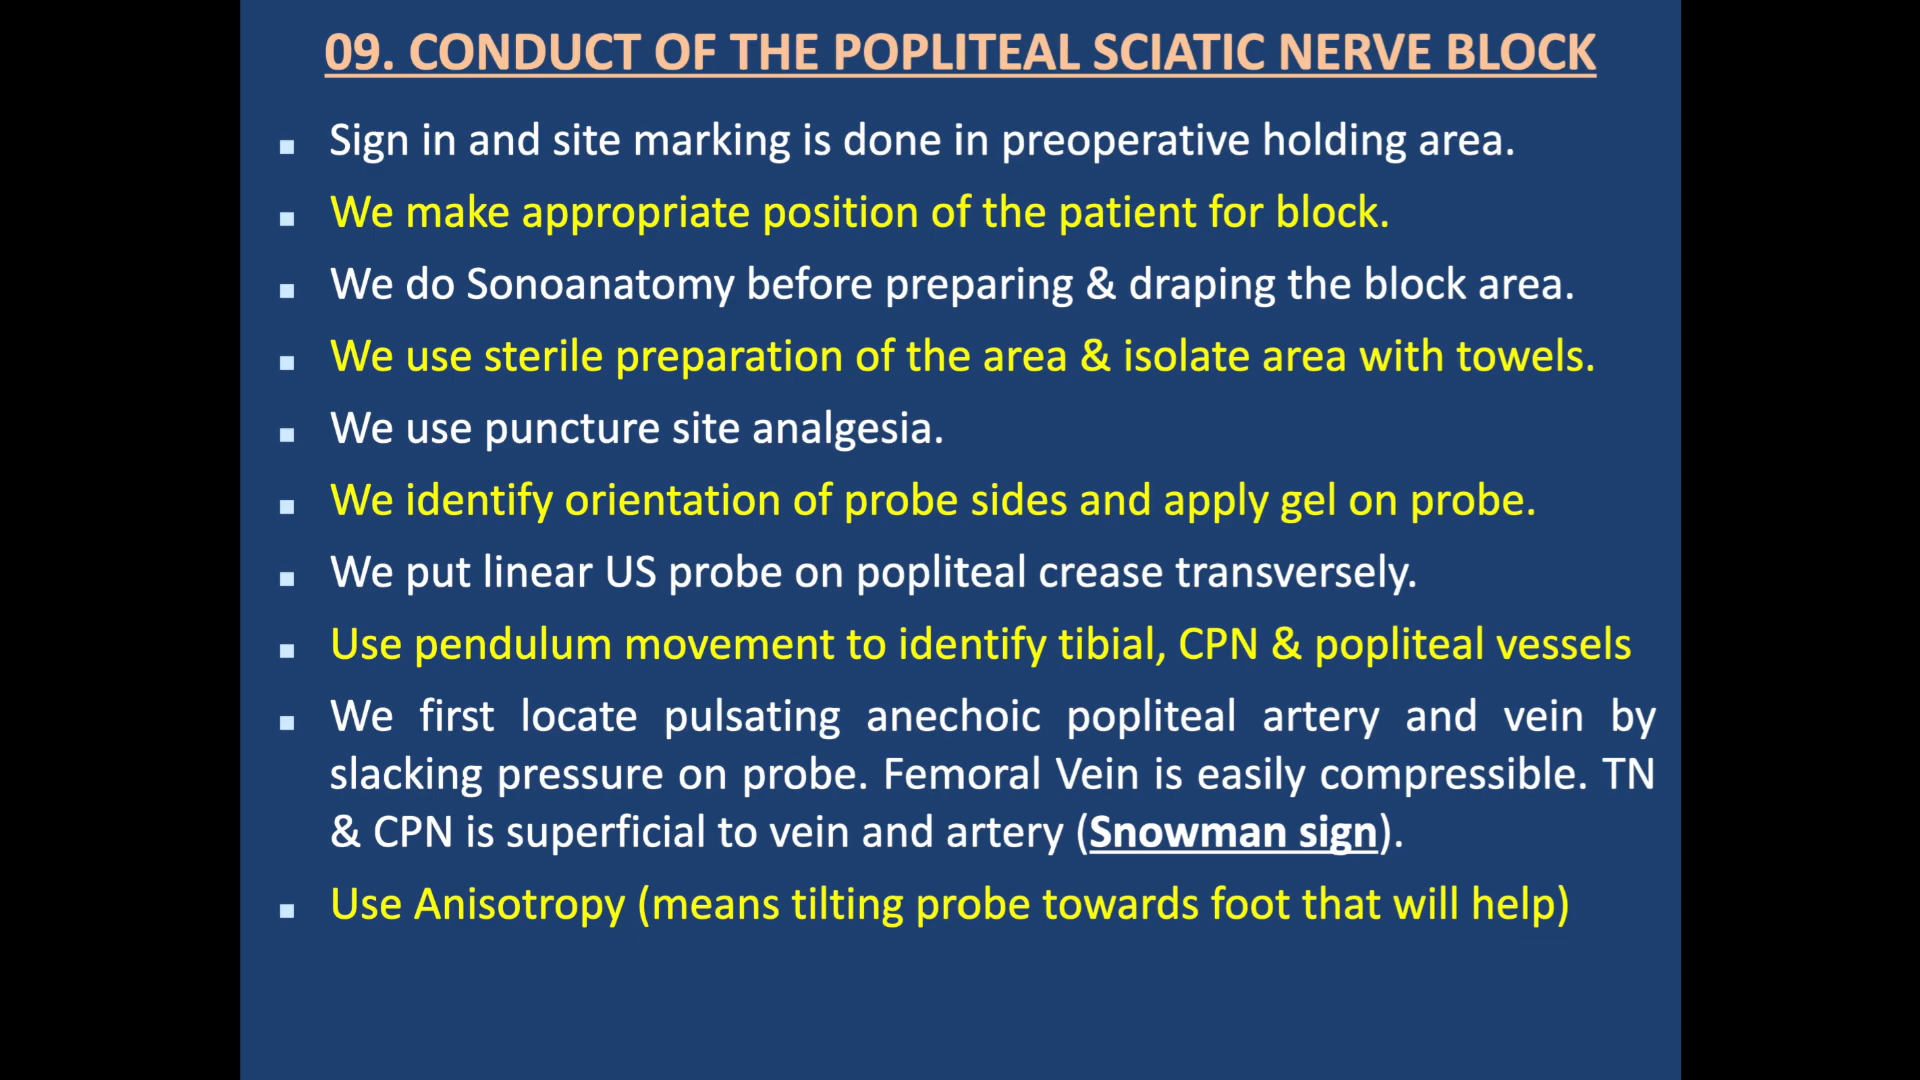 09. CONDUCT OF THE POPLITEAL SCIATIC NERVE BLOCK
Sign in and site marking is done in preoperative holding area.
We make appropriate position of the patient for block.
We do Sonoanatomy before preparing & draping the block area.
We use sterile preparation of the area & isolate area with towels.
We use puncture site analgesia.
We identify orientation of probe sides and apply gel on probe.
We put linear US probe on popliteal crease transversely.
Use pendulum movement to identify tibial, CPN & popliteal vessels
We first locate pulsating anechoic popliteal artery and vein by
slacking pressure on probe. Femoral Vein is easily compressible. TN
& CPN is superficial to vein and artery (Snowman sign).
Use Anisotropy (means tilting probe towards foot that will help)